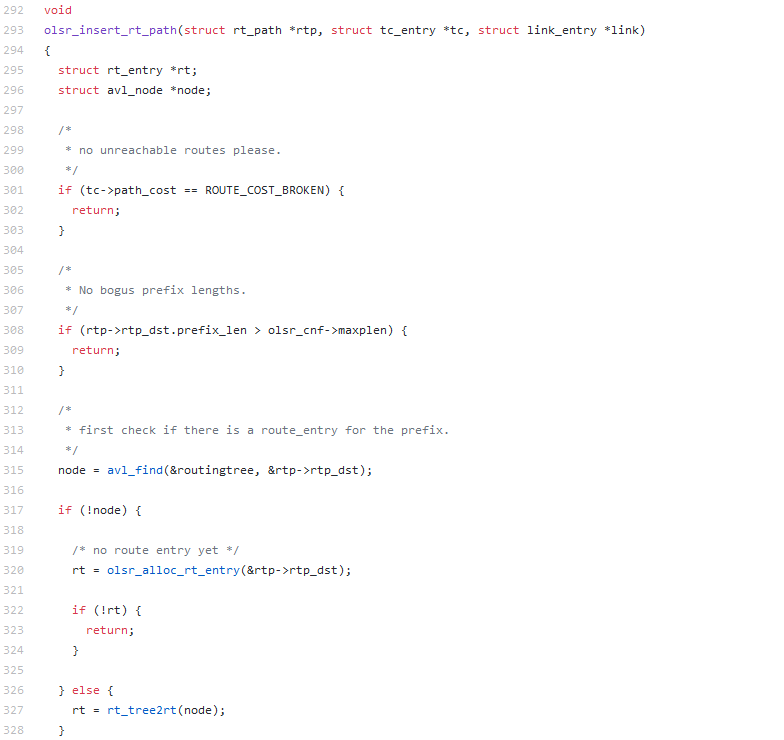 292 void
293 olsr_insert_rt_path(struct rt_path *rtp, struct tc_entry *tc, struct link_entry *link)
294 {
295   struct rt_entry *rt;
296   struct avl_node *node;
297
298   /*
299    * no unreachable routes please.
300    */
301   if (tc->path_cost == ROUTE_COST_BROKEN) {
302     return;
303   }
304
305   /*
306    * No bogus prefix lengths.
307    */
308   if (rtp->rtp_dst.prefix_len > olsr_cnf->maxplen) {
309     return;
310   }
311
312   /*
313    * first check if there is a route_entry for the prefix.
314    */
315   node = avl_find(&routingtree, &rtp->rtp_dst);
316
317   if (!node) {
318
319     /* no route entry yet */
320     rt = olsr_alloc_rt_entry(&rtp->rtp_dst);
321
322     if (!rt) {
323       return;
324     }
325
326   } else {
327     rt = rt_tree2rt(node);
328   }